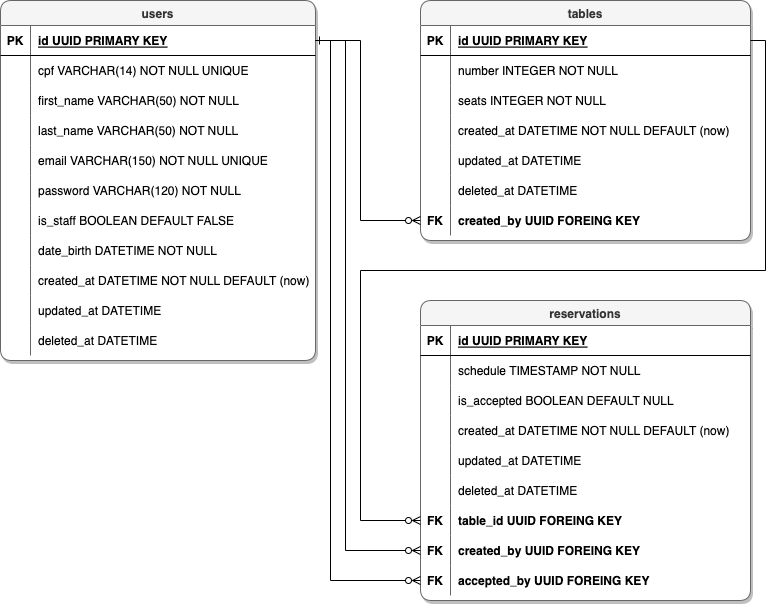 users
PK id UUID PRIMARY KEY
cpf VARCHAR(14) NOT NULL UNIQUE
first_name VARCHAR(50) NOT NULL
last_name VARCHAR(50) NOT NULL
email VARCHAR(150) NOT NULL UNIQUE
password VARCHAR(120) NOT NULL
is_staff BOOLEAN DEFAULT FALSE
date_birth DATETIME NOT NULL
created_at DATETIME NOT NULL DEFAULT (now)
updated_at DATETIME
deleted_at DATETIME
tables
PK id UUID PRIMARY KEY
number INTEGER NOT NULL
seats INTEGER NOT NULL
created_at DATETIME NOT NULL DEFAULT (now)
updated_at DATETIME
deleted_at DATETIME
FK created_by UUID FOREING KEY
reservations
PK id UUID PRIMARY KEY
schedule TIMESTAMP NOT NULL
is_accepted BOOLEAN DEFAULT NULL
created_at DATETIME NOT NULL DEFAULT (now)
updated_at DATETIME
deleted_at DATETIME
FK table_id UUID FOREING KEY
FK created_by UUID FOREING KEY
FK accepted_by UUID FOREING KEY